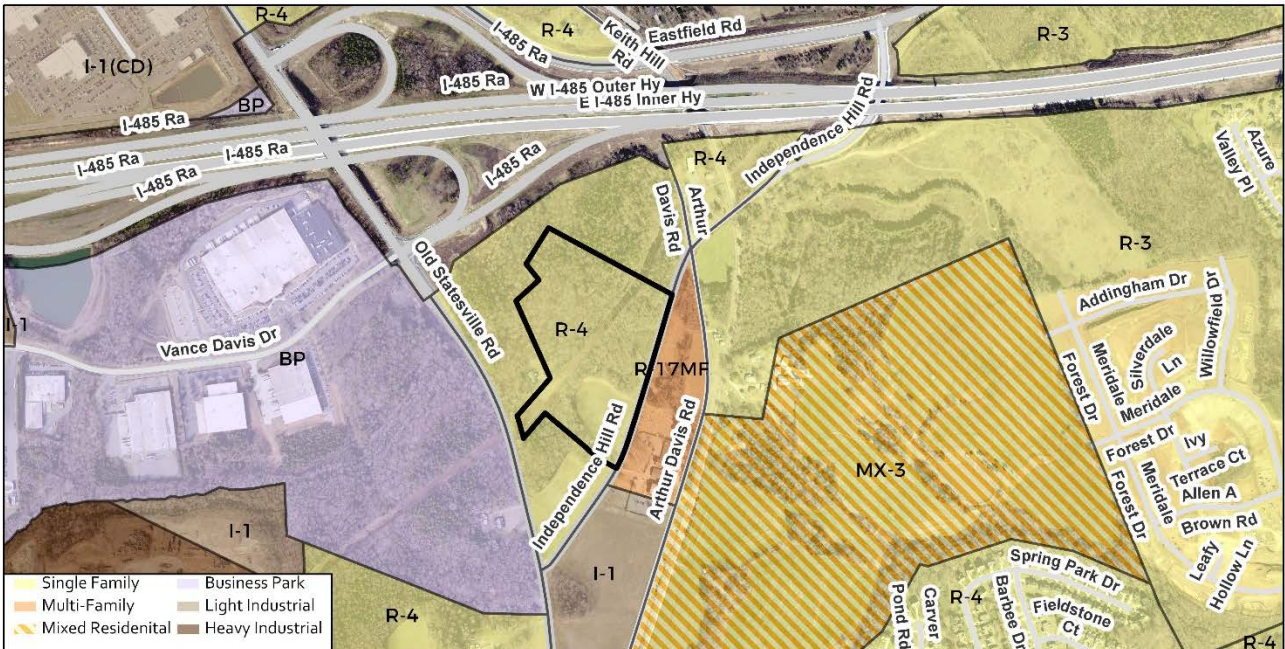 R-4
R-4
I-485 Ra
Keith Hill
Rd
Eastfield Rd
R-3
I-1(CD)
BP
I-485 Ra
W I-485 Outer Hy
E I-485 Inner Hy
I-485 Ra
I-485 Ra
I-485 Ra
I-485 Ra
I-485 Ra
Independence Hill Rd
R-4
Azure
Valley Pl
Arthur
Davis Rd
Old Statesville Rd
R-3
Addingham Dr
Willowfield Dr
Silverdale
Ln
Meridale
Forest Dr
Meridale
I-1
Vance Davis Dr
BP
R-4
R-17MF
Independence Hill Rd
Arthur Davis Rd
MX-3
Forest Dr
Ivy
Terrace Ct
Meridale
Forest Dr
Allen A
Brown Rd
Leafy
Hollow Ln
I-1
I-1
R-4
Spring Park Dr
R-4
Fieldstone
Ct
Barbee Dr
Carver
Pond Rd
R-4
Single Family
Multi-Family
Mixed Residenital
Business Park
Light Industrial
Heavy Industrial